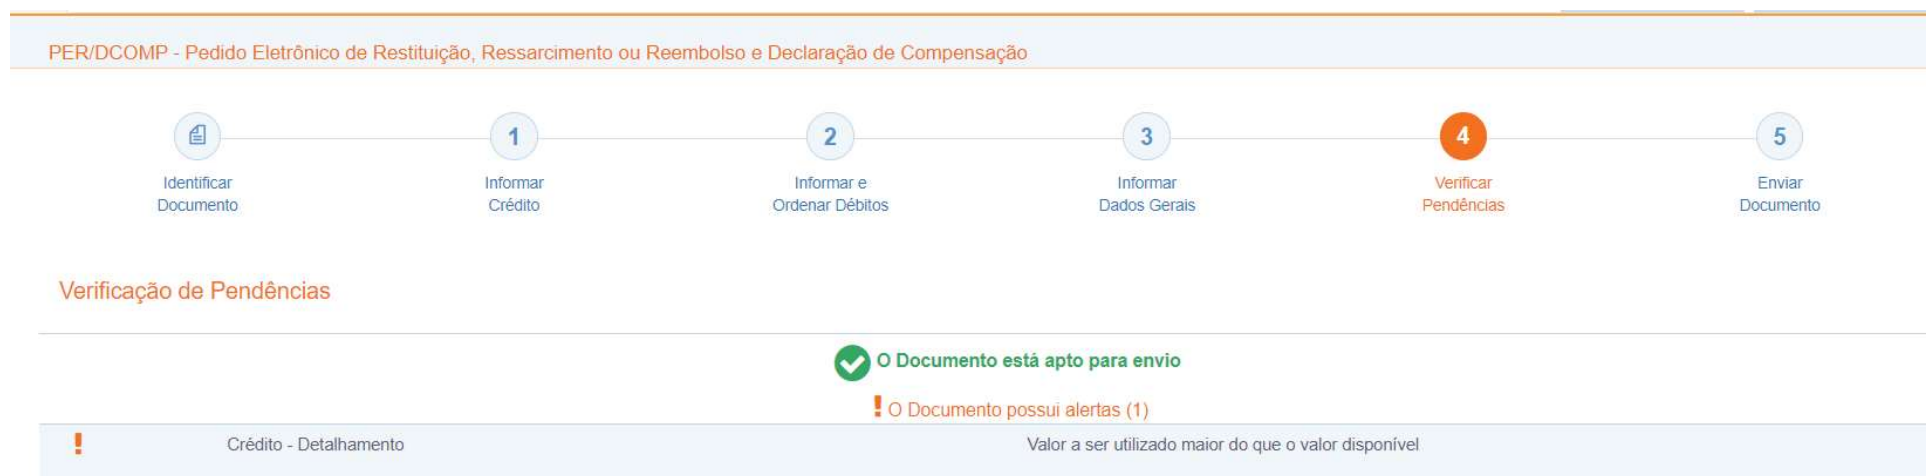 PER/DCOMP - Pedido Eletrônico de Restituição, Ressarcimento ou Reembolso e Declaração de Compensação
1 2 3 4 5
Identificar Informar Informar e Informar Verificar Enviar
Documento Crédito Ordenar Débitos Dados Gerais Pendências Documento
Verificação de Pendências
O Documento está apto para envio
! O Documento possui alertas (1)
! Crédito - Detalhamento Valor a ser utilizado maior do que o valor disponível